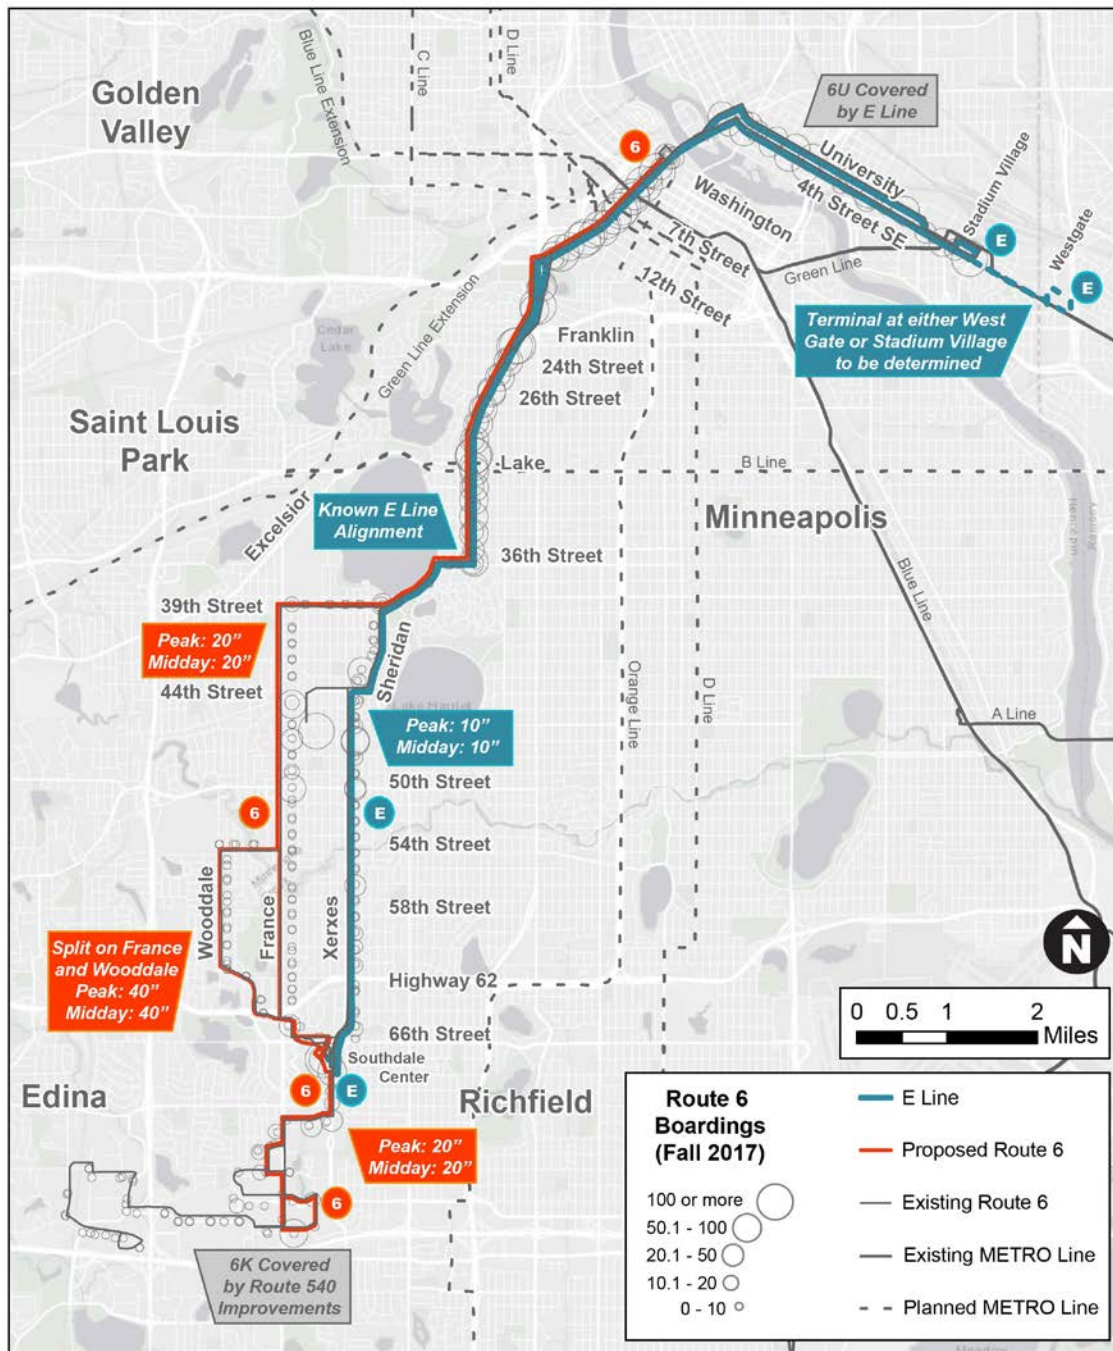 Golden
Valley
Blue Line Extension
C Line
D Line
6U Covered
by E Line
6
University
4th Street SE
Stadium Village
Westgate
Washington
7th Street
12th Street
Green Line
E
E
Terminal at either West
Gate or Stadium Village
to be determined
Cedar
Lake
Green Line Extension
Franklin
24th Street
26th Street
Saint Louis
Park
Lake
B Line
Excelsior
Known E Line
Alignment
Minneapolis
Hennepin
Ramsey
36th Street
Blue Line
39th Street
Peak: 20”
Midday: 20”
44th Street
Sheridan
Lake Harriet
Orange Line
D Line
A Line
Peak: 10”
Midday: 10”
50th Street
6
E
54th Street
Wooddale
France
Xerxes
58th Street
Split on France
and Wooddale
Peak: 40”
Midday: 40”
Highway 62
N
66th Street
Southdale
Center
0 0.5 1 2
Miles
Edina
6
E
Richfield
Peak: 20”
Midday: 20”
6
6K Covered
by Route 540
Improvements
Route 6
Boardings
(Fall 2017)
100 or more
50.1 - 100
20.1 - 50
10.1 - 20
0 - 10
E Line
Proposed Route 6
Existing Route 6
Existing METRO Line
Planned METRO Line